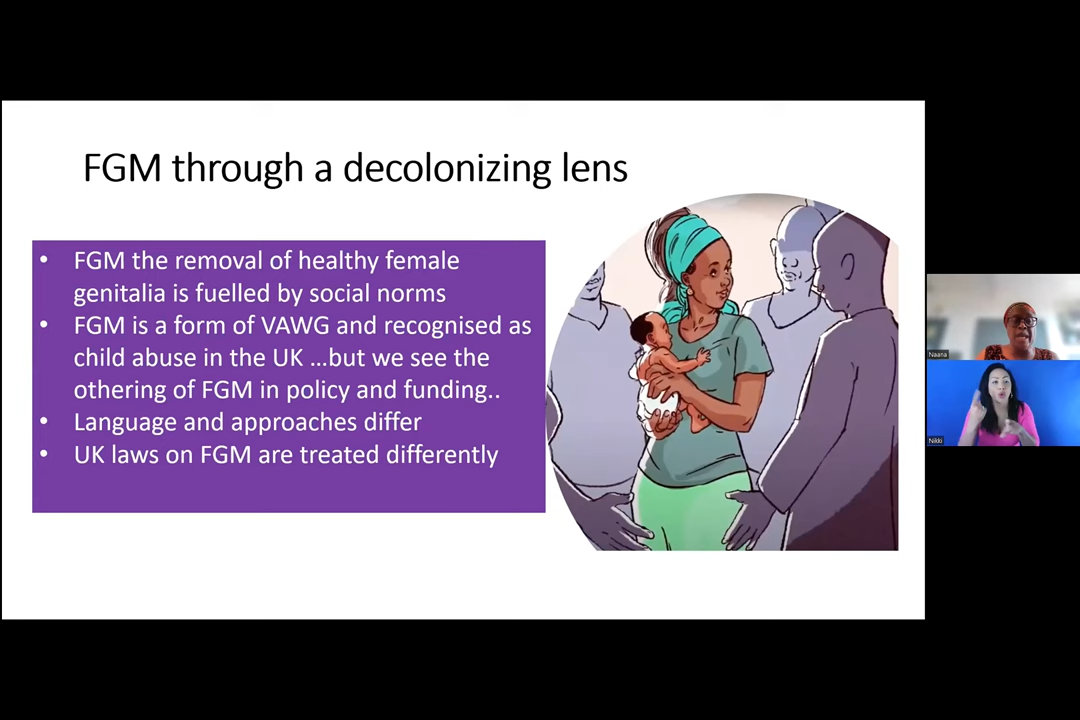 FGM through a decolonizing lens
• FGM the removal of healthy female
genitalia is fuelled by social norms
• FGM is a form of VAWG and recognised as
child abuse in the UK ...but we see the
othering of FGM in policy and funding..
• Language and approaches differ
• UK laws on FGM are treated differently
Naana
Nikki